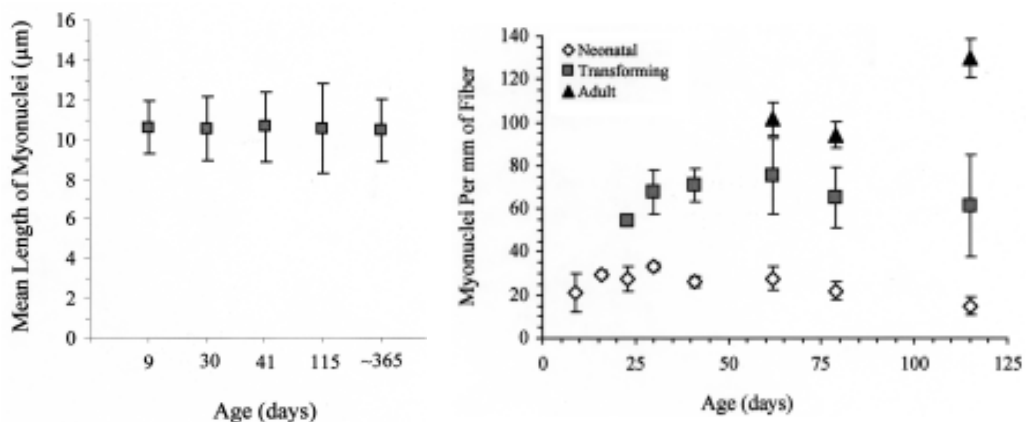 Mean Length of Myonuclei (μm)
16
14
12
10
8
6
4
2
0
9 30 41 115 ~365
Age (days)
Myonuclei Per mm of Fiber
140
120
100
80
60
40
20
0
Neonatal
Transforming
Adult
0 25 50 75 100 125
Age (days)